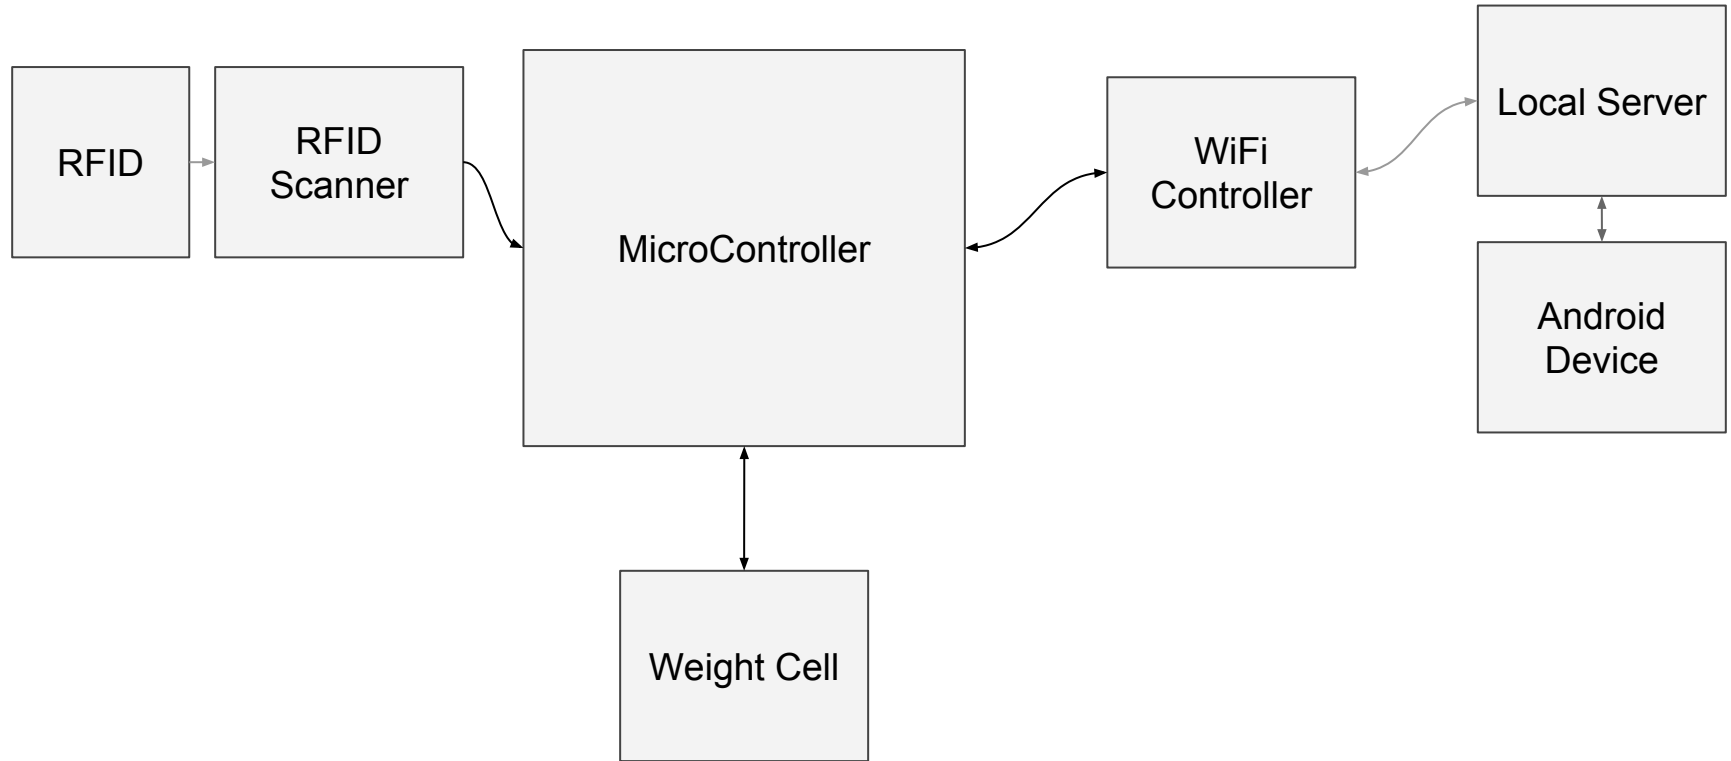 RFID
RFID
Scanner
MicroController
WiFi
Controller
Local Server
Android
Device
Weight Cell